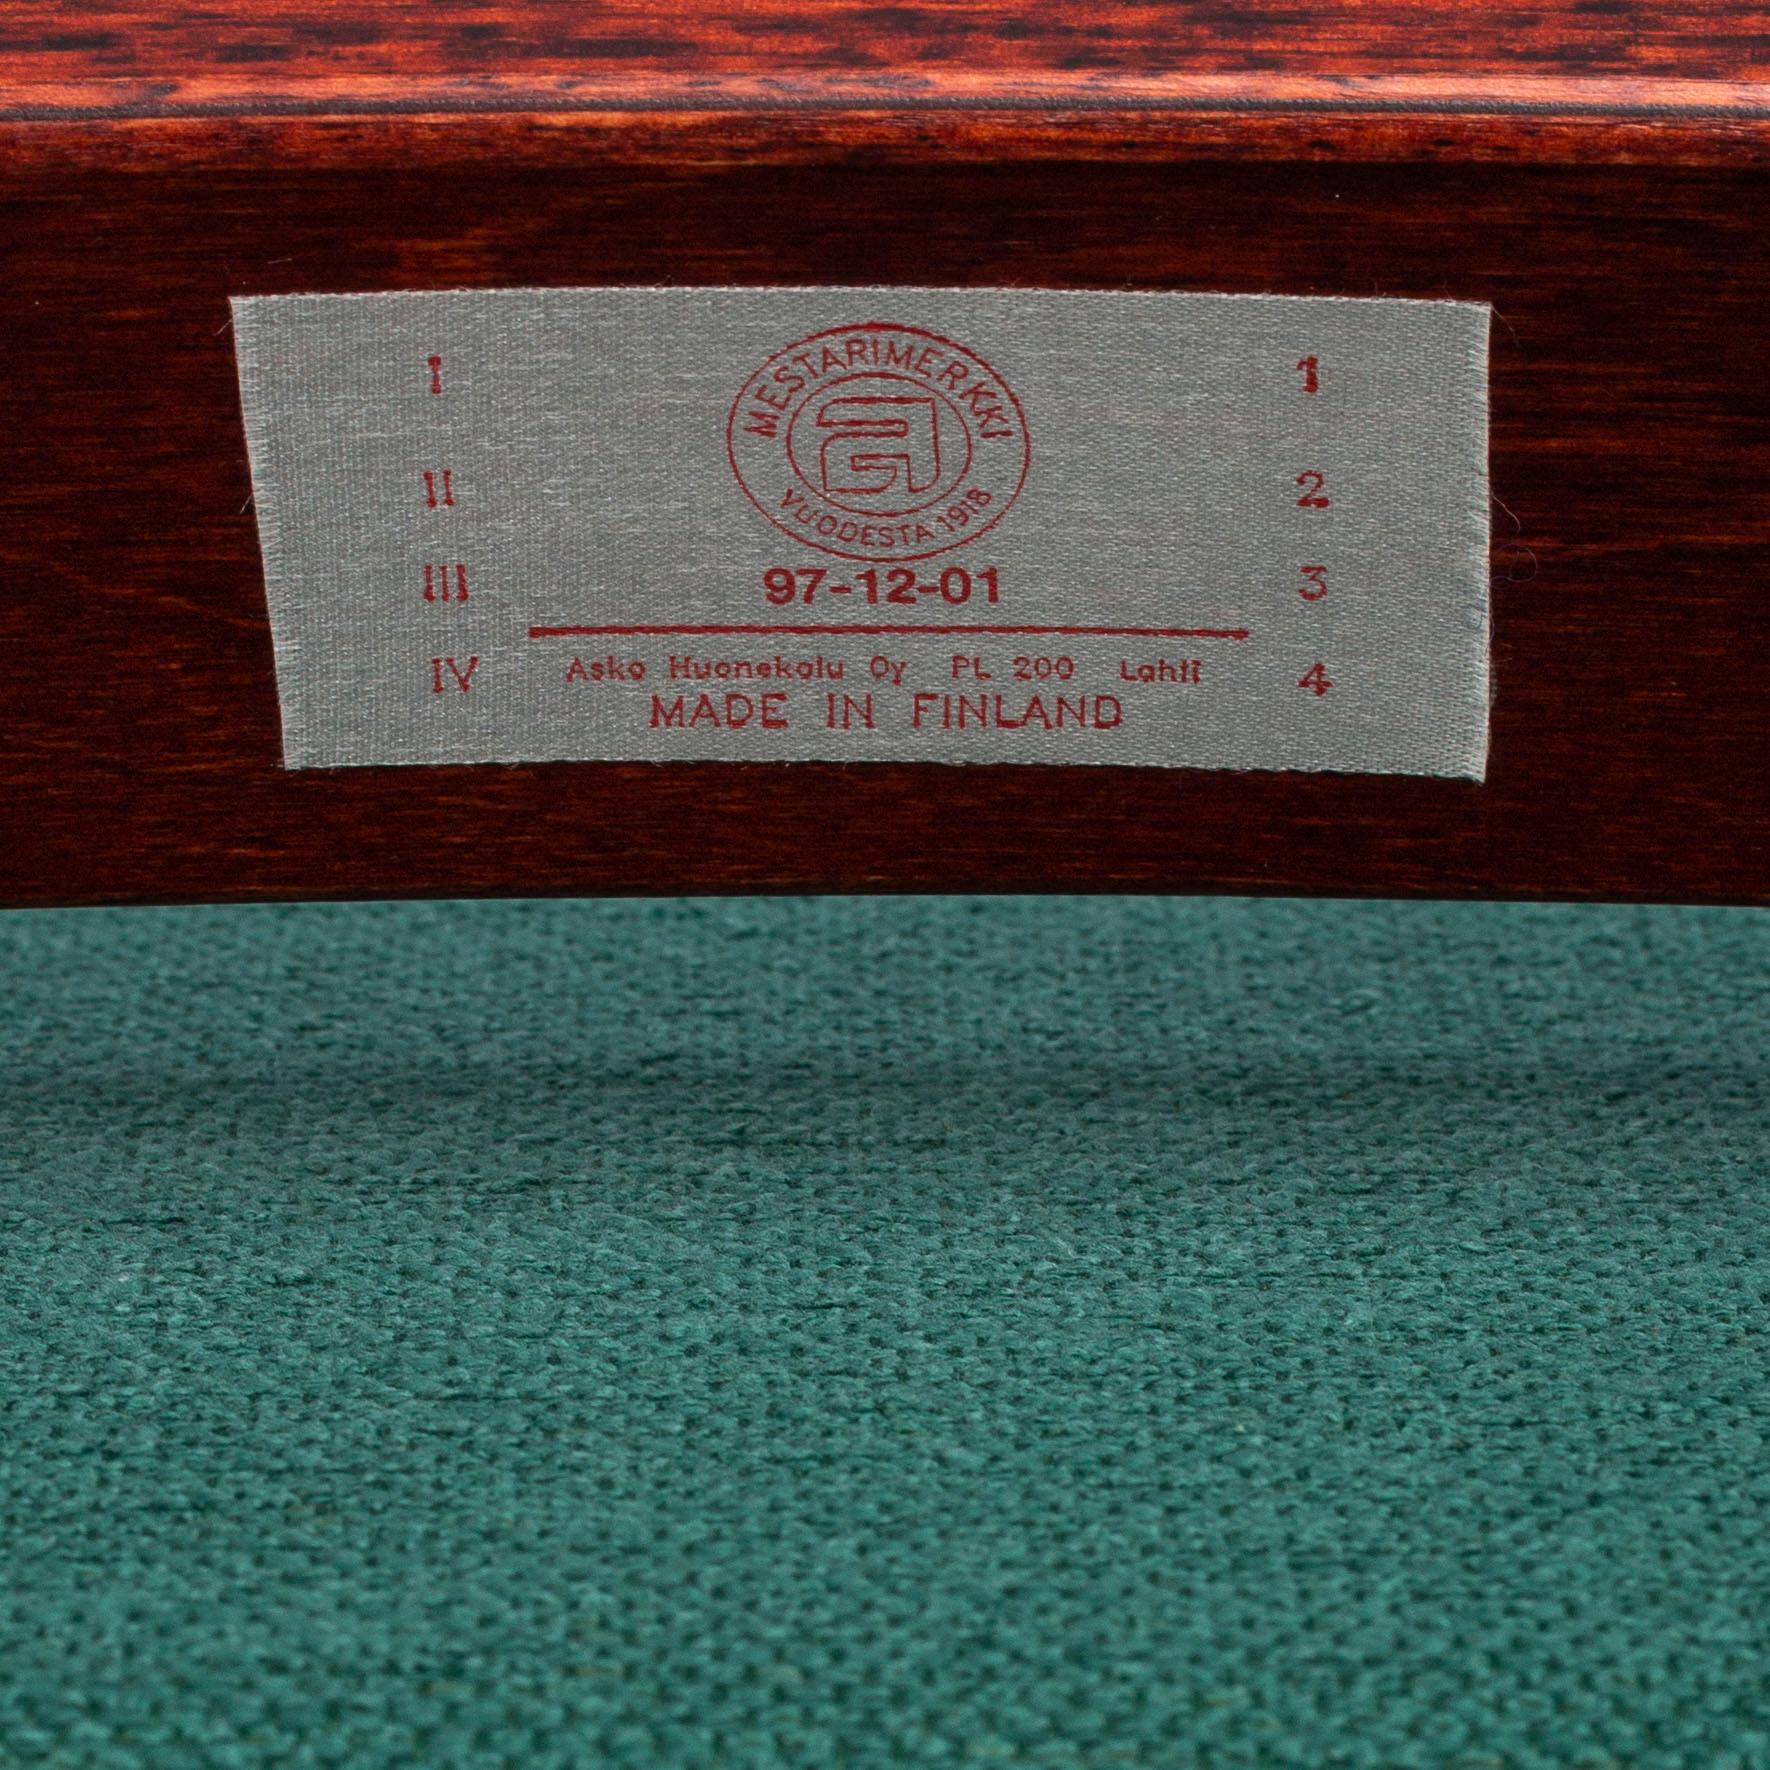 MESTARIMERKKI
a
VUODESTA 1918
97-12-01
Asko Huonekalu Oy PL 200 Lahti
MADE IN FINLAND
I
II
III
IV
1
2
3
4